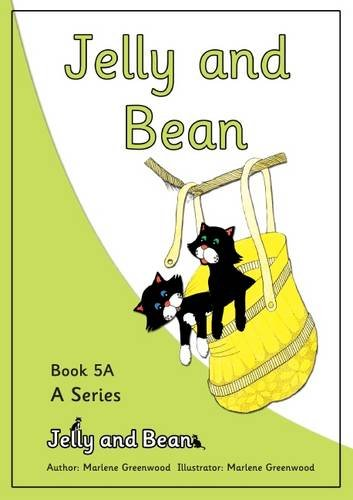 Jelly and
Bean
Book 5A
A Series
Jelly and Bean
Author: Marlene Greenwood Illustrator: Marlene Greenwood